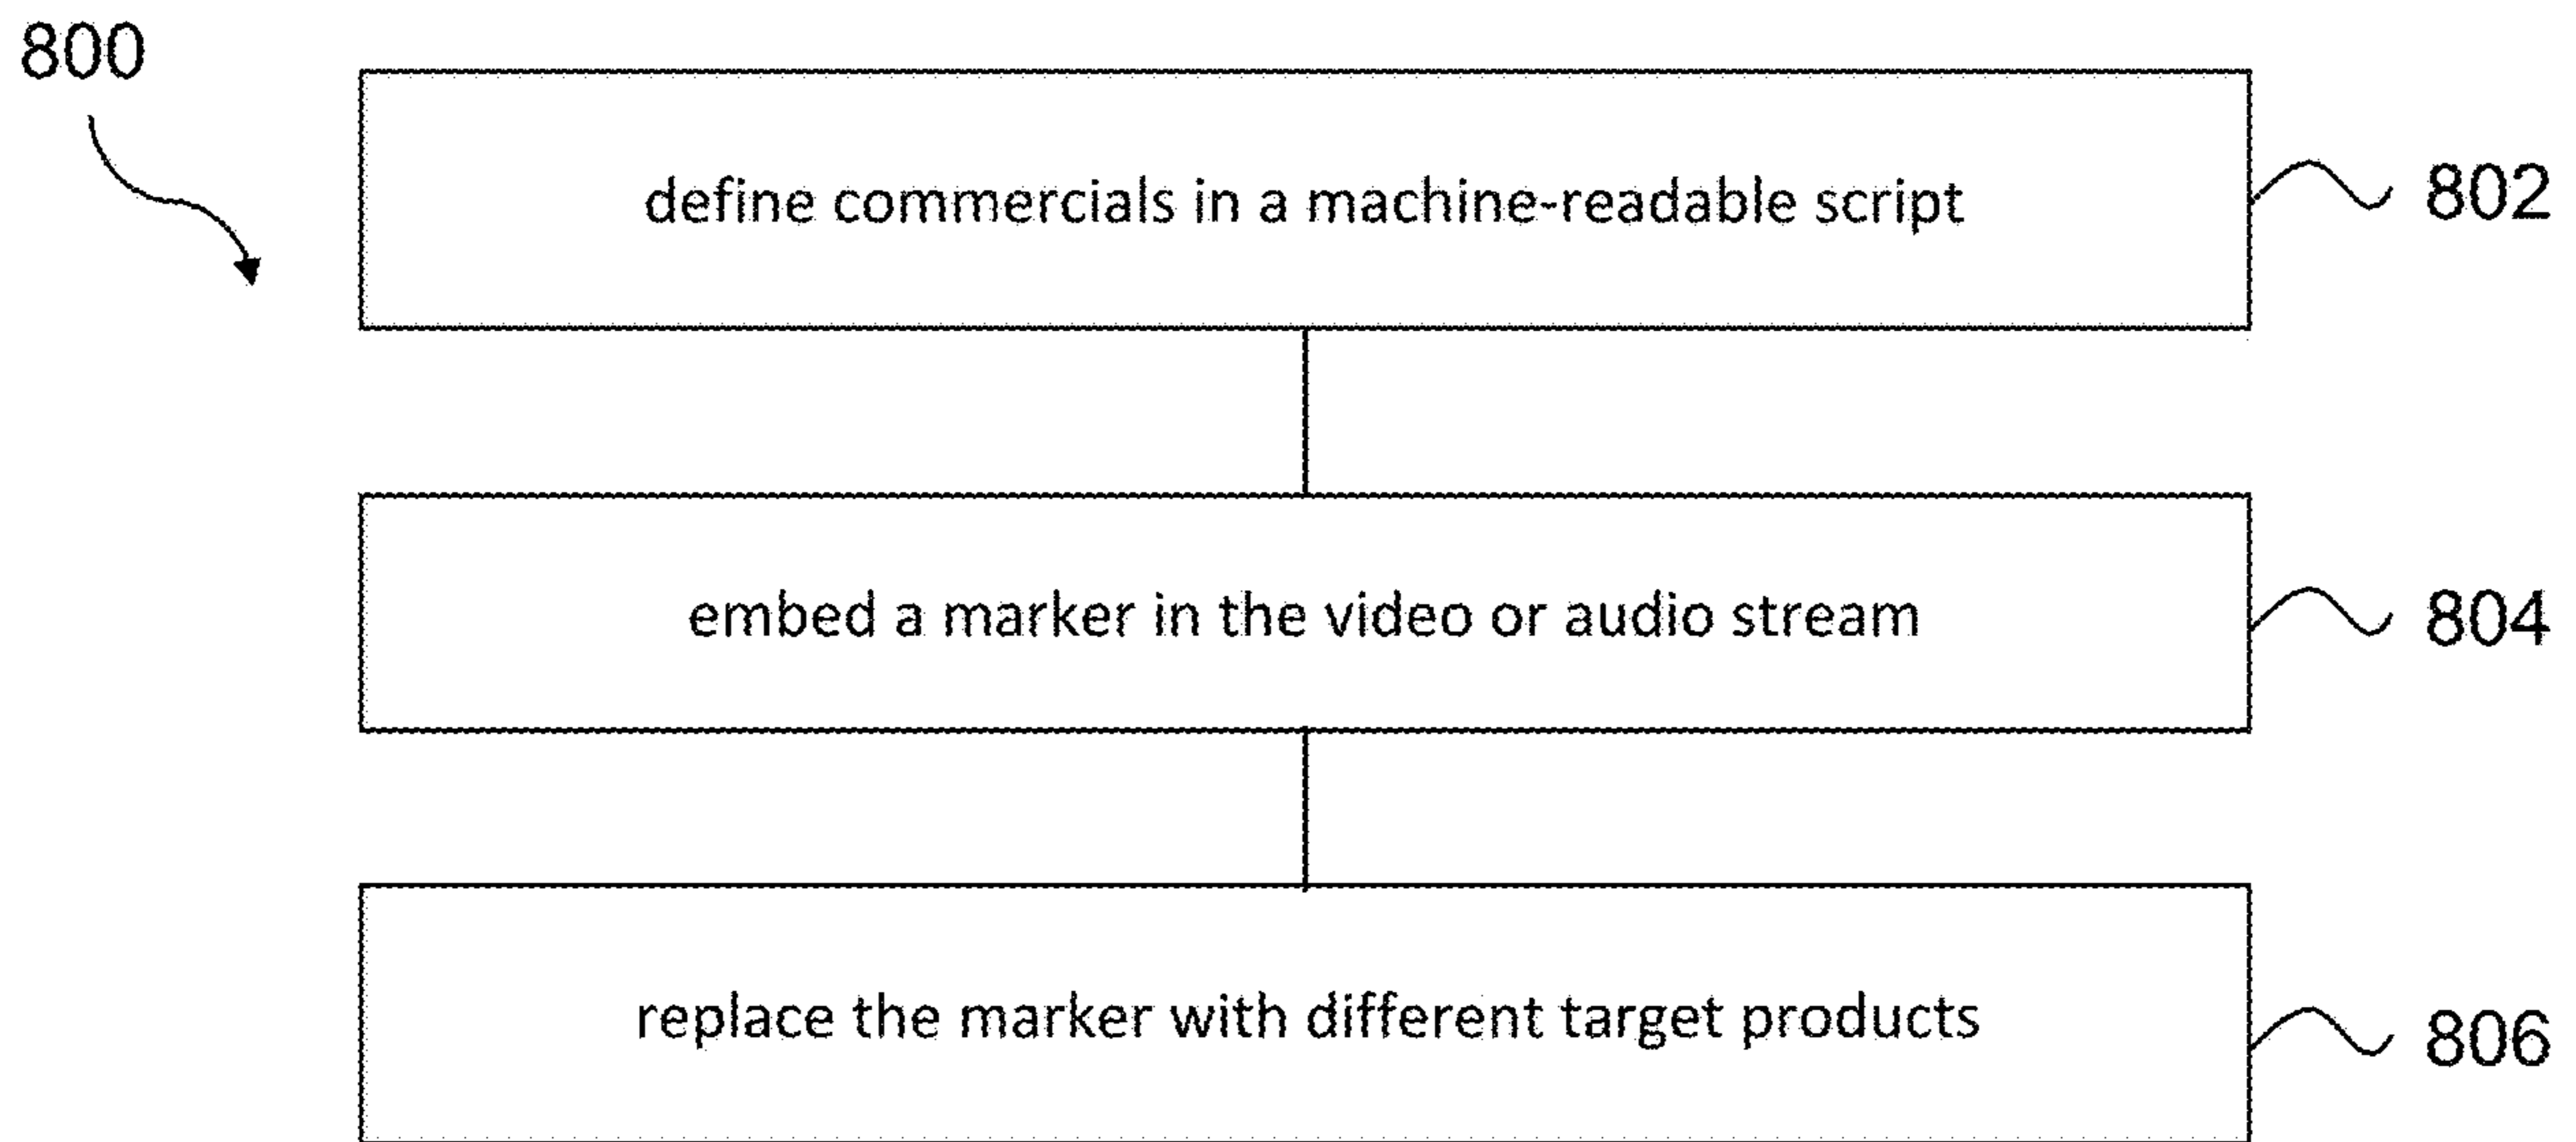 800
define commercials in a machine-readable script
802
embed a marker in the video or audio stream
804
replace the marker with different target products
806